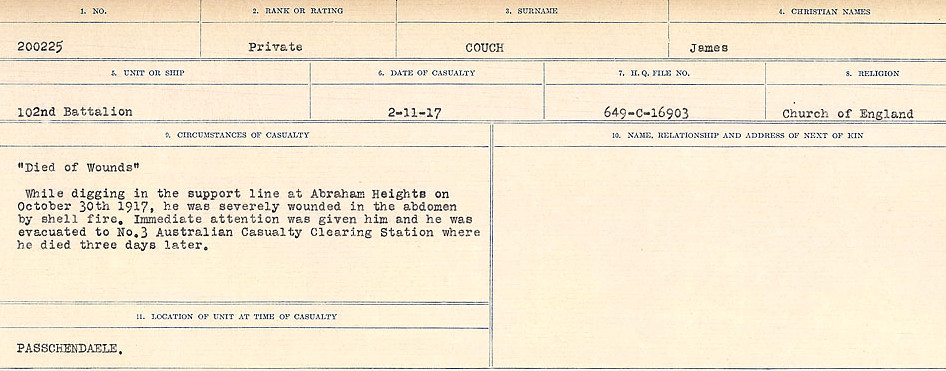 1. NO.
2. RANK OR RATING
3. SURNAME
4. CHRISTIAN NAMES
200225
Private
COUCH
James
5. UNIT OR SHIP
6. DATE OF CASUALTY
7. H.Q. FILE NO.
8. RELIGION
102nd Battalion
2-11-17
649-C-16903
Church of England
9. CIRCUMSTANCES OF CASUALTY
"Died of Wounds"
While digging in the support line at Abraham Heights on
October 30th 1917, he was severely wounded in the abdomen
by shell fire. Immediate attention was given him and he was
evacuated to No.3 Australian Casualty Clearing Station where
he died three days later.
10. NAME, RELATIONSHIP AND ADDRESS OF NEXT OF KIN
11. LOCATION OF UNIT AT TIME OF CASUALTY
PASSCHENDAELE.